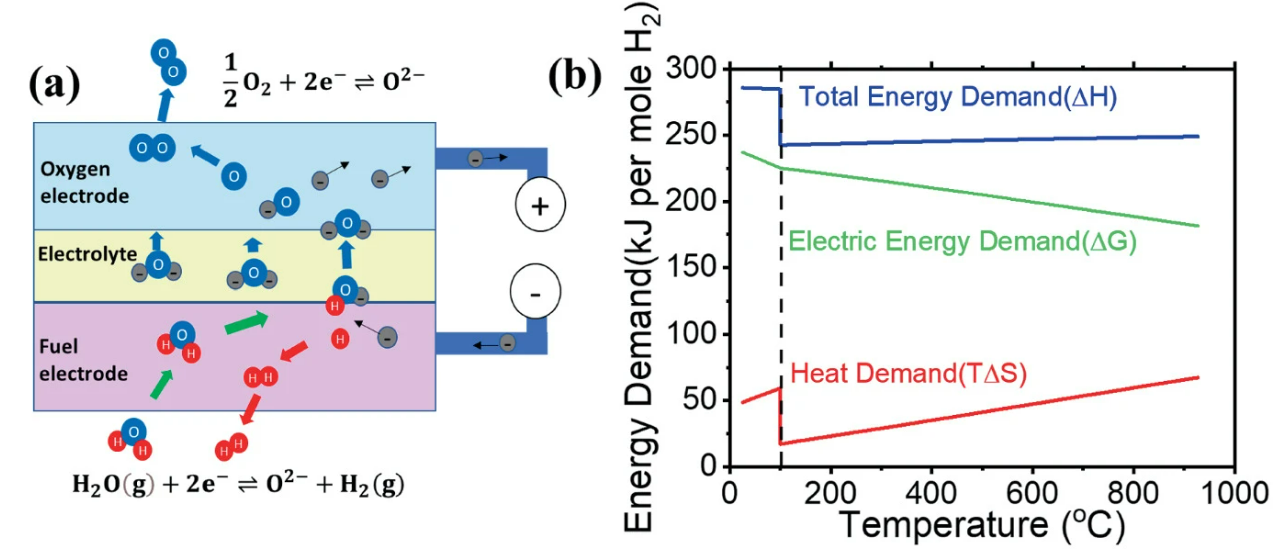 (a)
½O₂ + 2e⁻ ⇌ O²⁻
O
O
O O
O
Oxygen
electrode
-
-
- O
- O -
+
Electrolyte
- O -
- O -
O -
H
-
Fuel
electrode
O
H H
H
-
-
H H
O
H H
H H
H₂O(g) + 2e⁻ ⇌ O²⁻ + H₂(g)
(b)
Energy Demand(kJ per mole H₂)
300
250
200
150
100
50
0
Total Energy Demand(ΔH)
Electric Energy Demand(ΔG)
Heat Demand(TΔS)
0 200 400 600 800 1000
Temperature (°C)